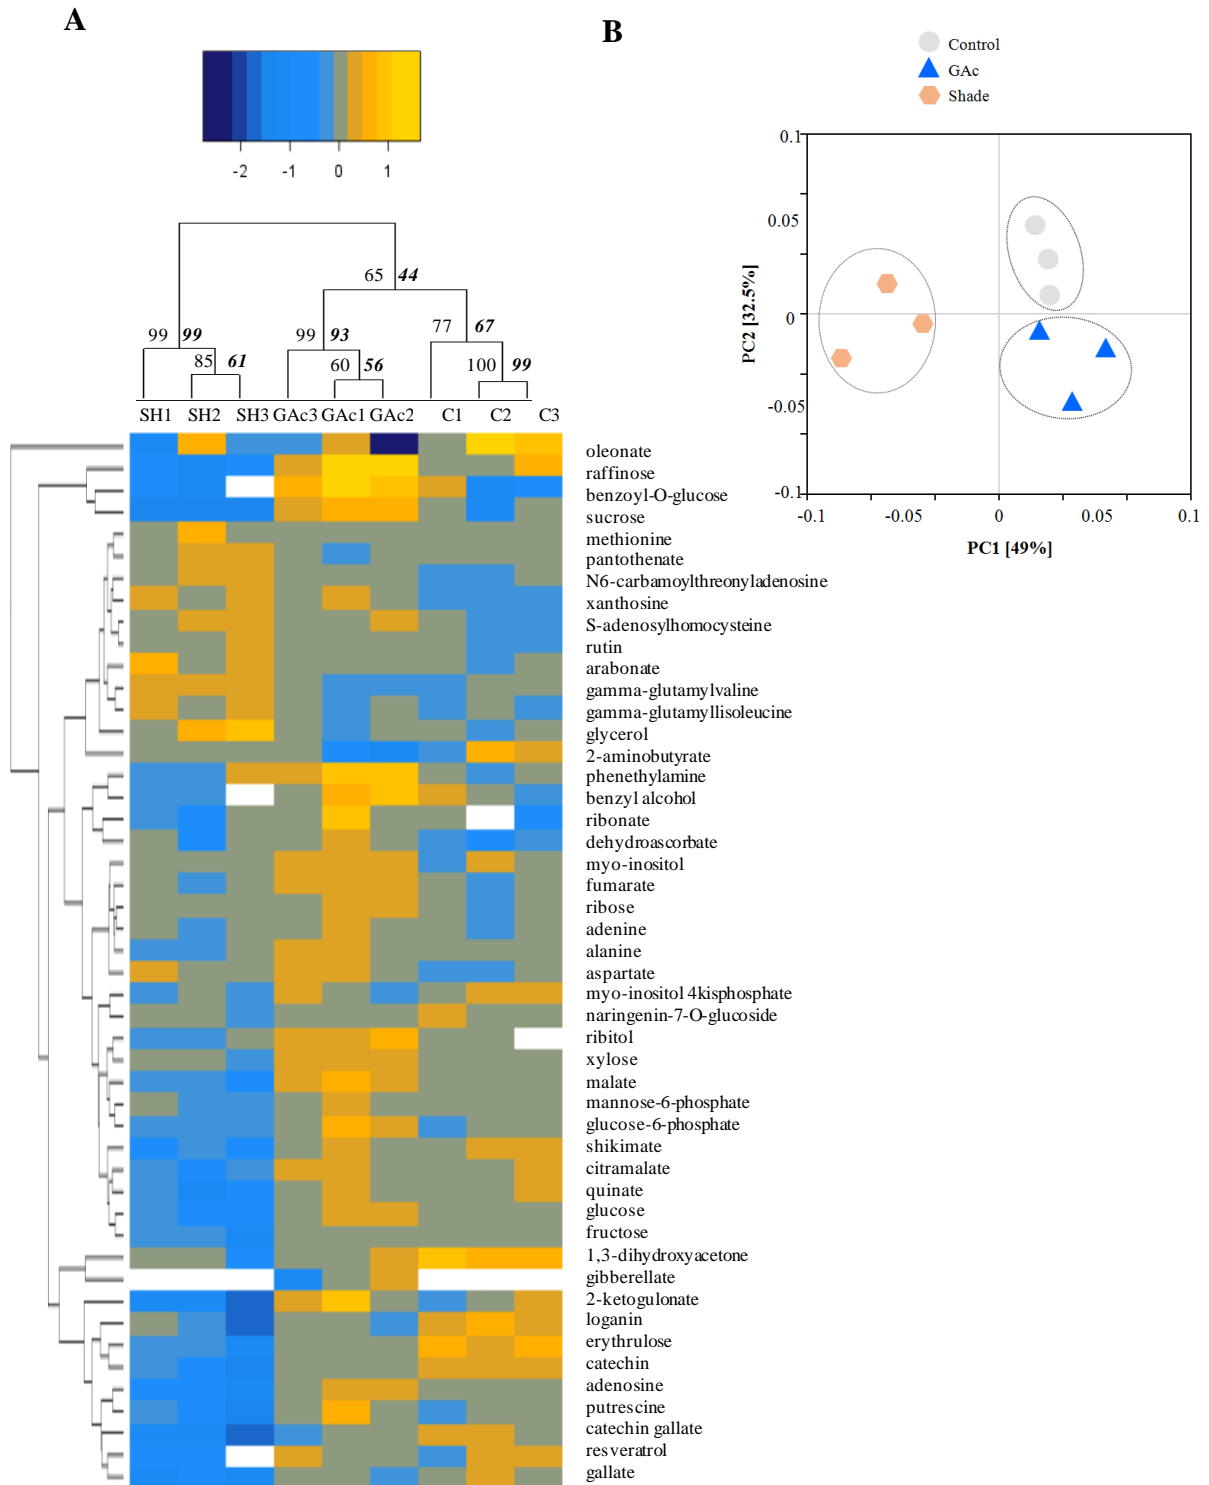 A
B
Control
GAc
Shade
-2 -1 0 1
0.1
0.05
0
-0.05
-0.1
-0.1 -0.05 0 0.05 0.1
PC2 [32.5%]
PC1 [49%]
65 44
99 99
99 93
77 67
85 61
60 56
100 99
SH1 SH2 SH3 GAc3 GAc1 GAc2 C1 C2 C3
oleonate
raffinose
benzoyl-O-glucose
sucrose
methionine
pantothenate
N6-carbamoylthreonyladenosine
xanthosine
S-adenosylhomocysteine
rutin
arabonate
gamma-glutamylvaline
gamma-glutamyllisoleucine
glycerol
2-aminobutyrate
phenethylamine
benzyl alcohol
ribonate
dehydroascorbate
myo-inositol
fumarate
ribose
adenine
alanine
aspartate
myo-inositol 4kisphosphate
naringenin-7-O-glucoside
ribitol
xylose
malate
mannose-6-phosphate
glucose-6-phosphate
shikimate
citramalate
quinate
glucose
fructose
1,3-dihydroxyacetone
gibberellate
2-ketogulonate
loganin
erythrulose
catechin
adenosine
putrescine
catechin gallate
resveratrol
gallate